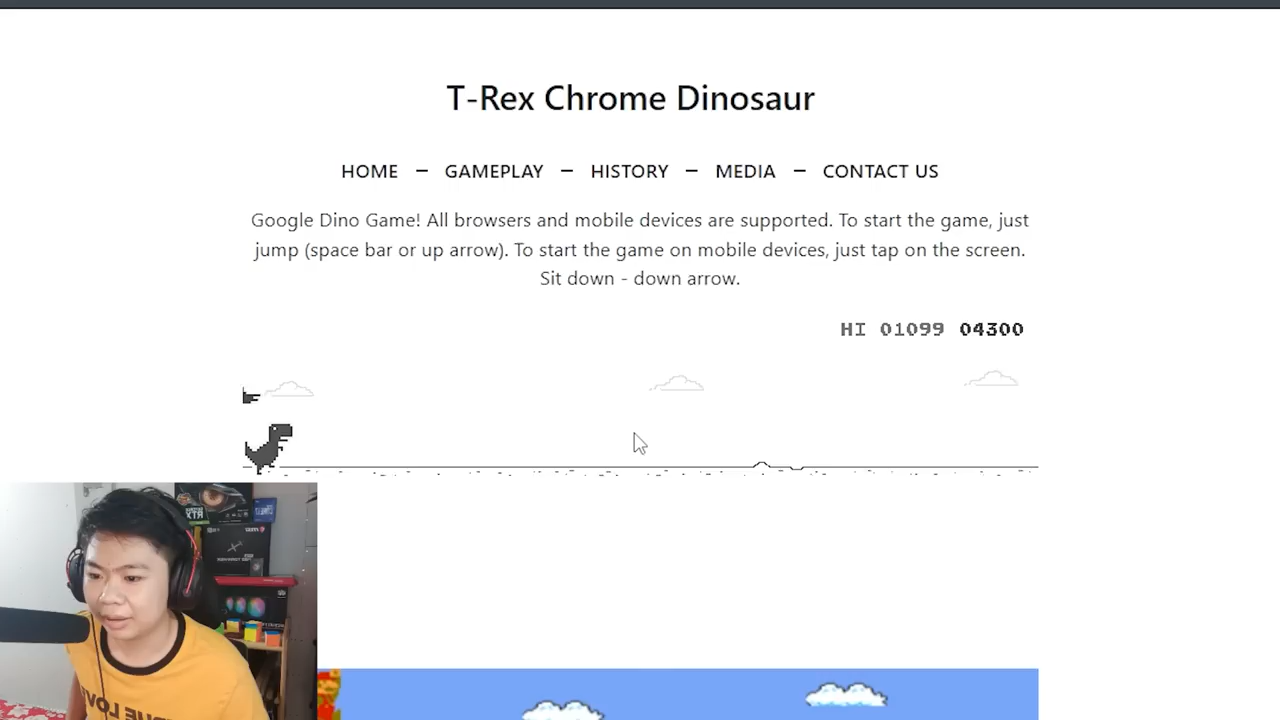 T-Rex Chrome Dinosaur
HOME – GAMEPLAY – HISTORY – MEDIA – CONTACT US
Google Dino Game! All browsers and mobile devices are supported. To start the game, just
jump (space bar or up arrow). To start the game on mobile devices, just tap on the screen.
Sit down - down arrow.
HI 01099 04300